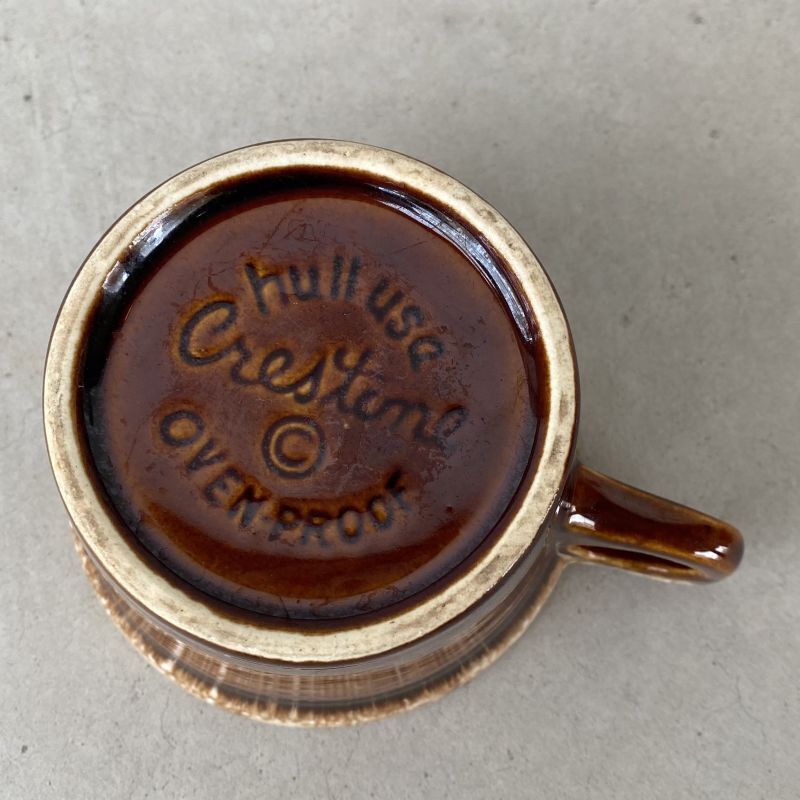 hull usa
Crestone
©
OVEN-PROOF